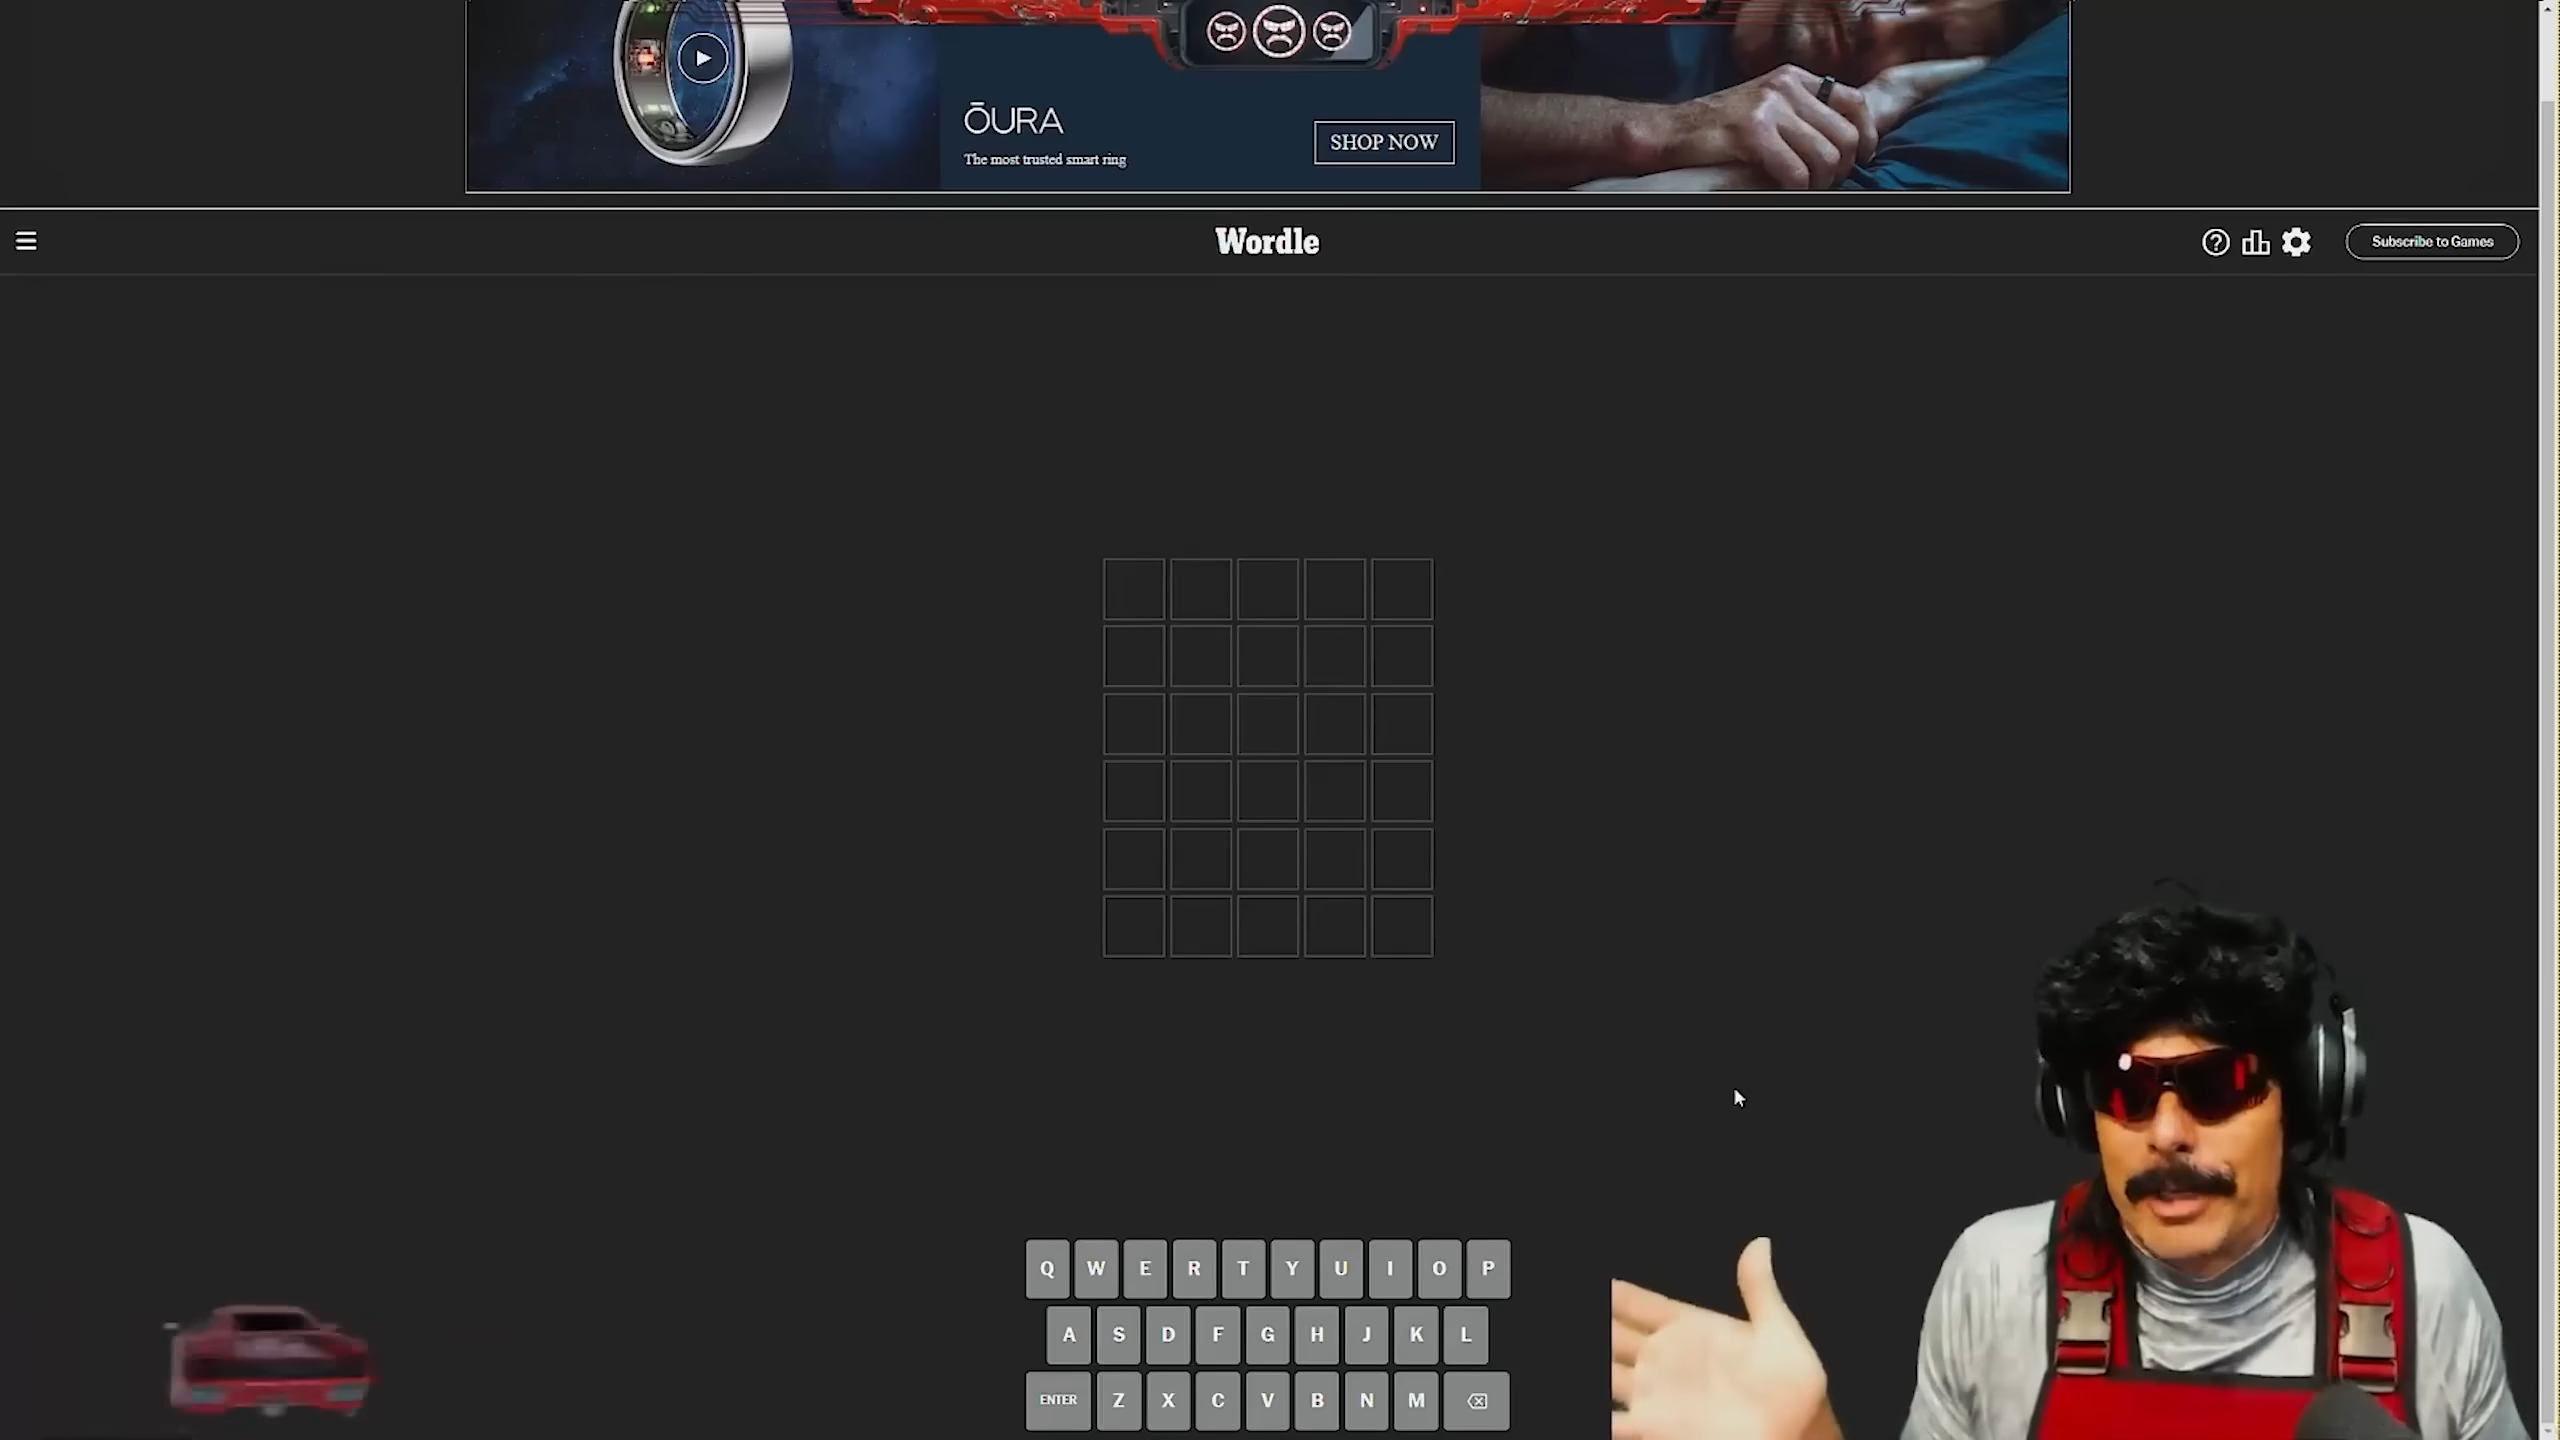 ŌURA
The most trusted smart ring
SHOP NOW
Wordle
Subscribe to Games
Q W E R T Y U I O P
A S D F G H J K L
ENTER Z X C V B N M